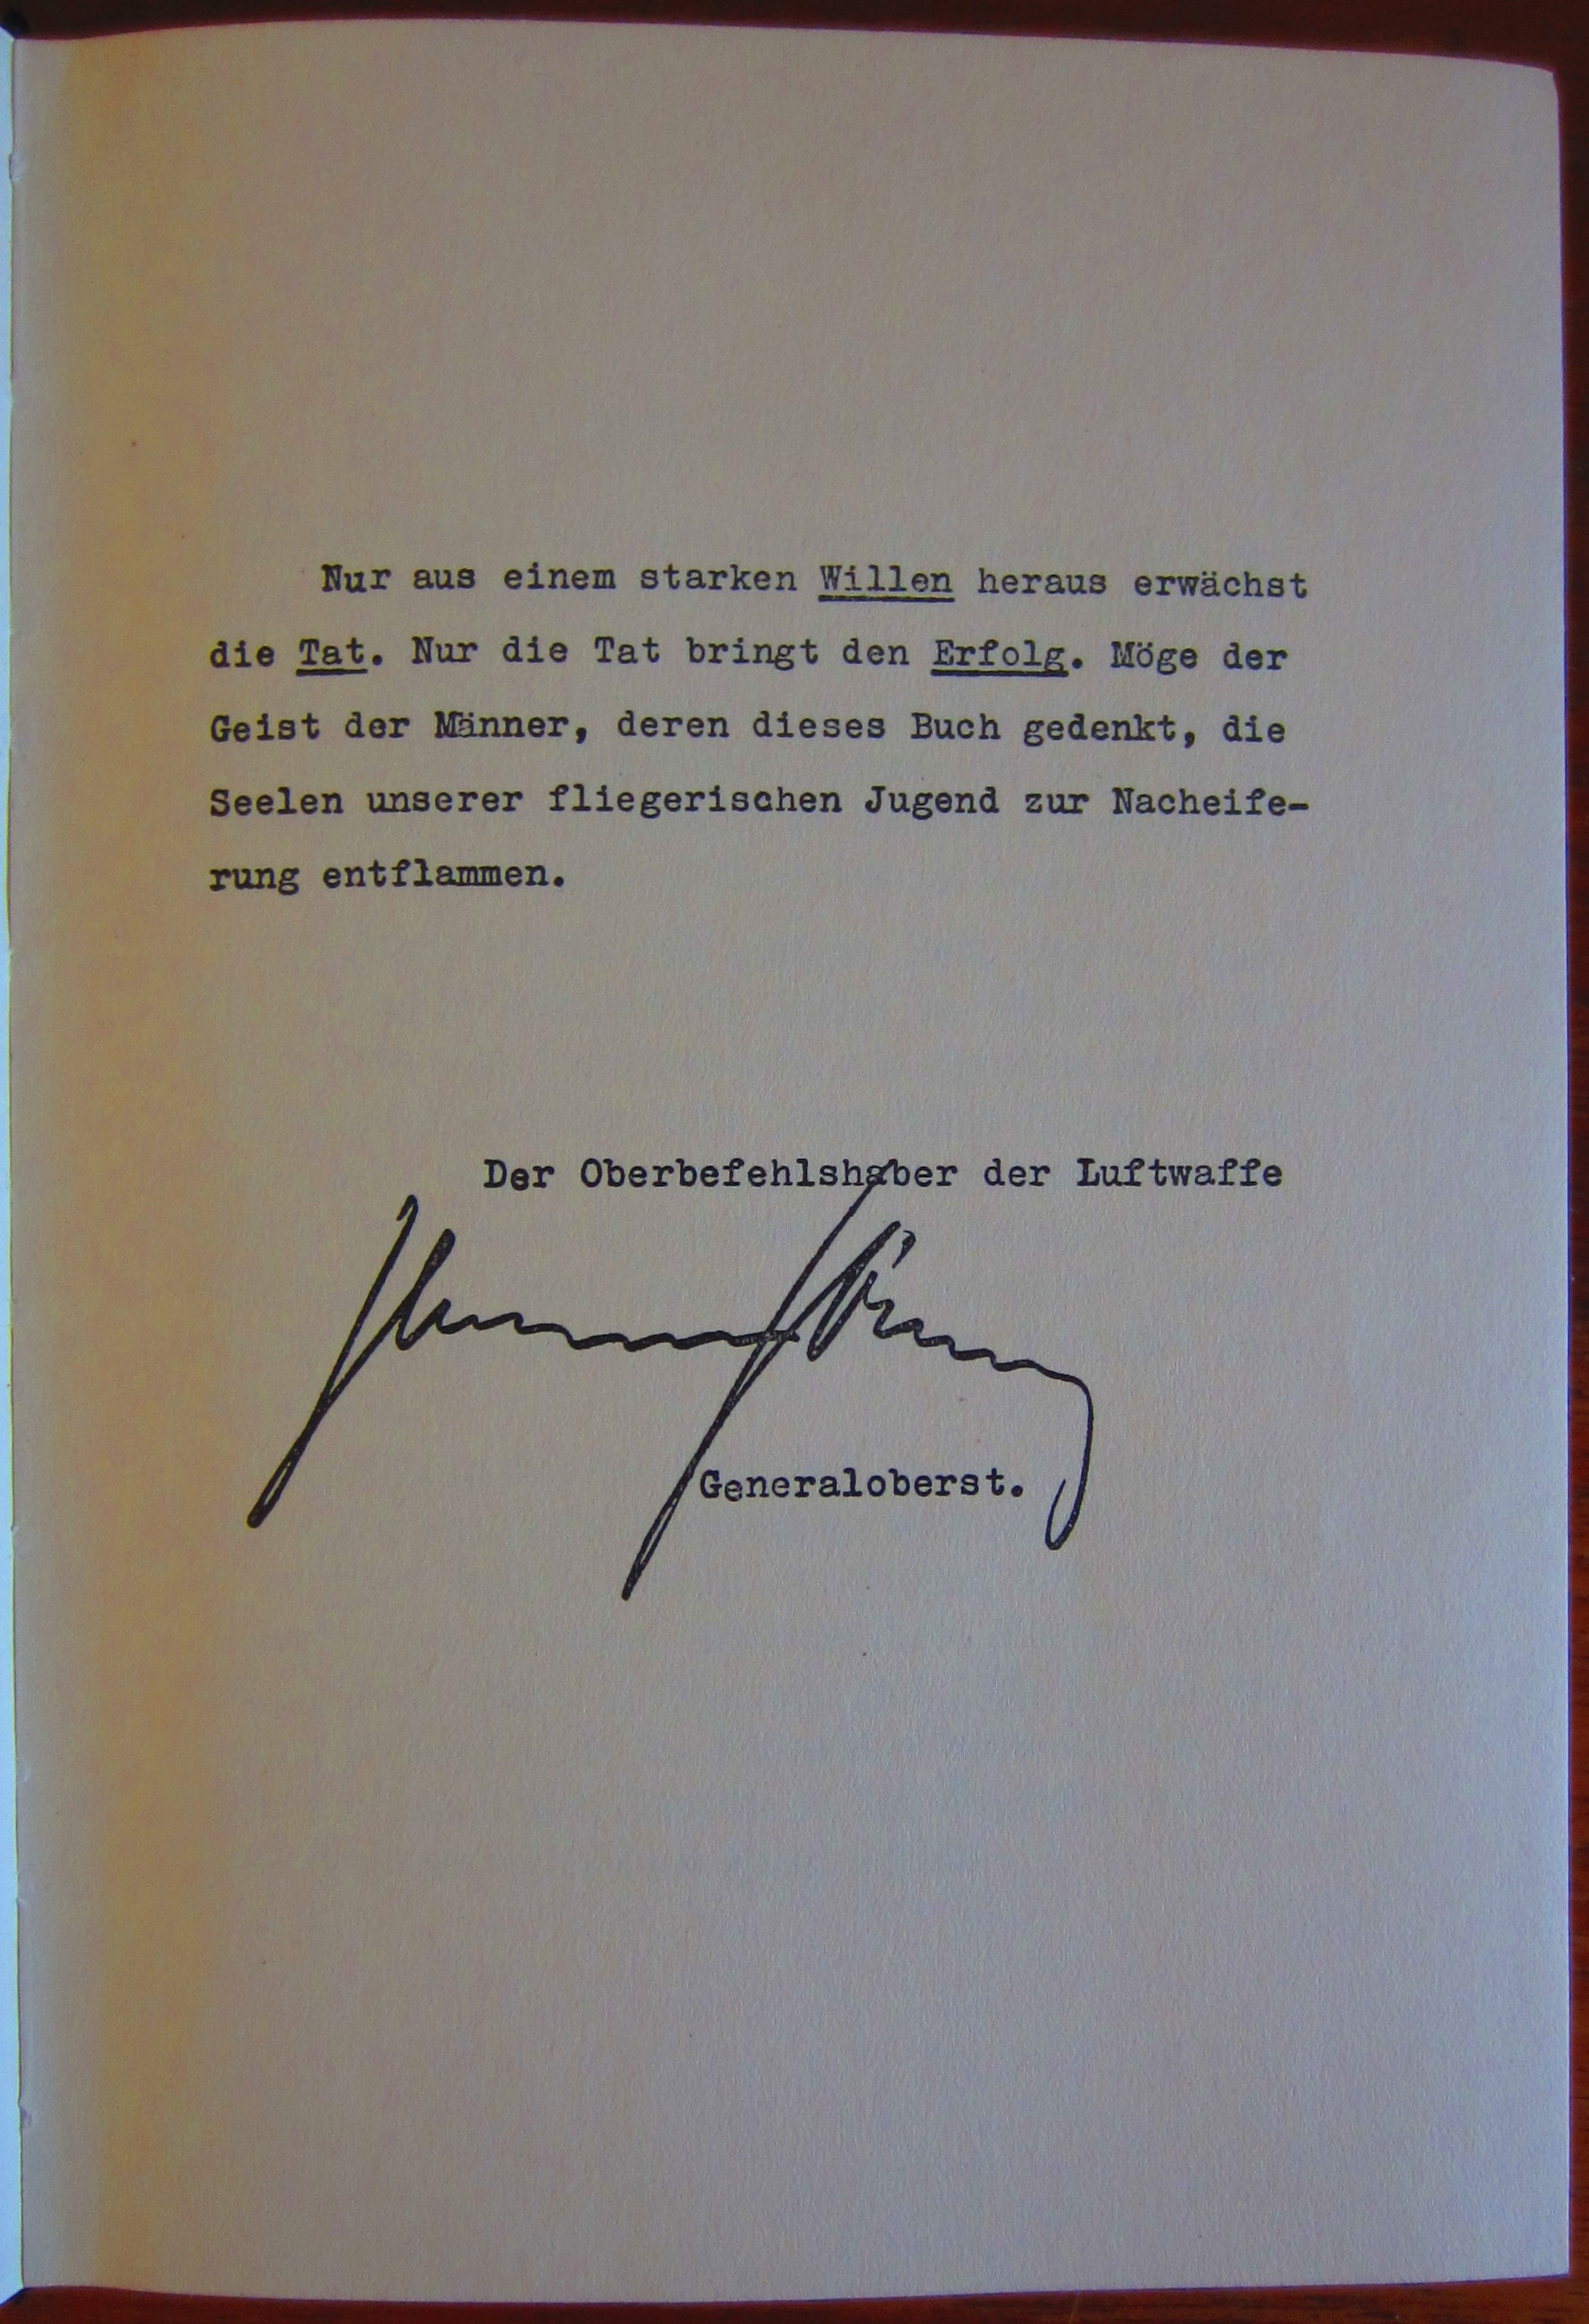 Nur aus einem starken Willen heraus erwächst
die Tat. Nur die Tat bringt den Erfolg. Möge der
Geist der Männer, deren dieses Buch gedenkt, die
Seelen unserer fliegerischen Jugend zur Nacheife-
rung entflammen.
Der Oberbefehlshaber der Luftwaffe
Generaloberst.